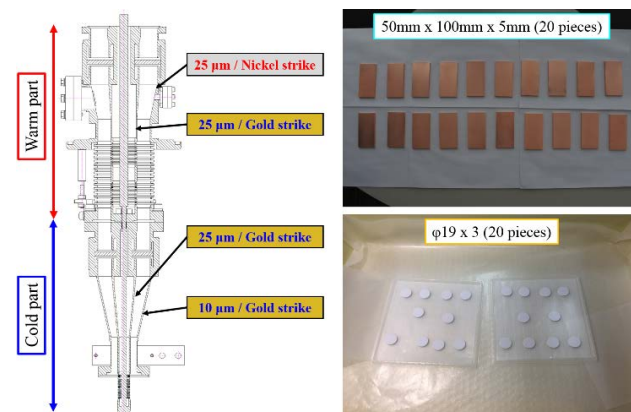 Warm part
Cold part
25 μm / Nickel strike
25 μm / Gold strike
25 μm / Gold strike
10 μm / Gold strike
50mm x 100mm x 5mm (20 pieces)
φ19 x 3 (20 pieces)